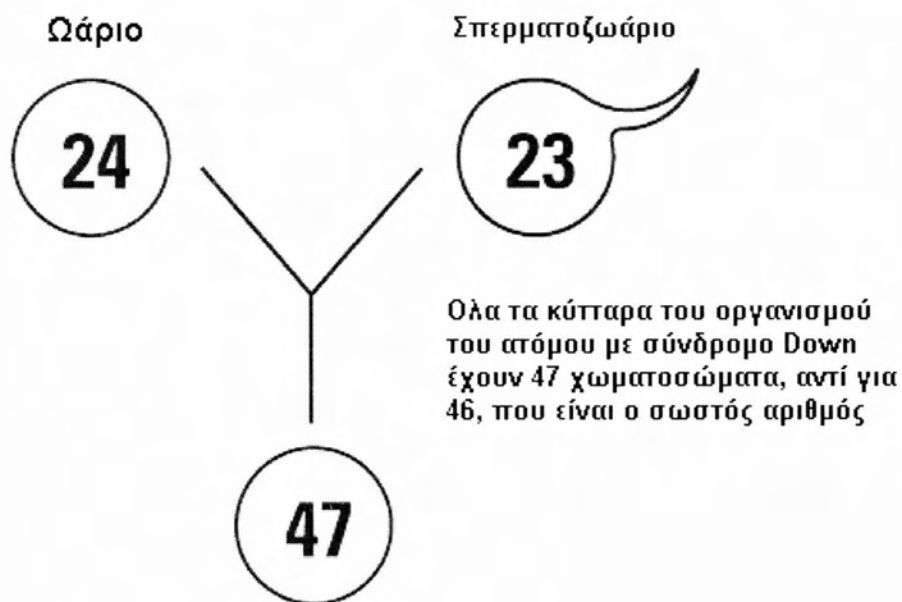 Ωάριο
Σπερματοζωάριο
24
23
Ολα τα κύτταρα του οργανισμού
του ατόμου με σύνδρομο Down
έχουν 47 χωματοσώματα, αντί για
46, που είναι ο σωστός αριθμός
47